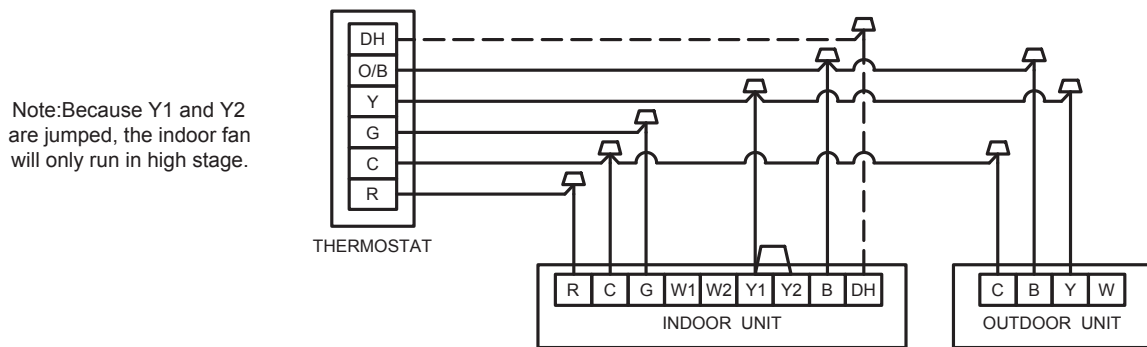 Note:Because Y1 and Y2
are jumped, the indoor fan
will only run in high stage.
DH
O/B
Y
G
C
R
THERMOSTAT
R C G W1 W2 Y1 Y2 B DH
INDOOR UNIT
C B Y W
OUTDOOR UNIT